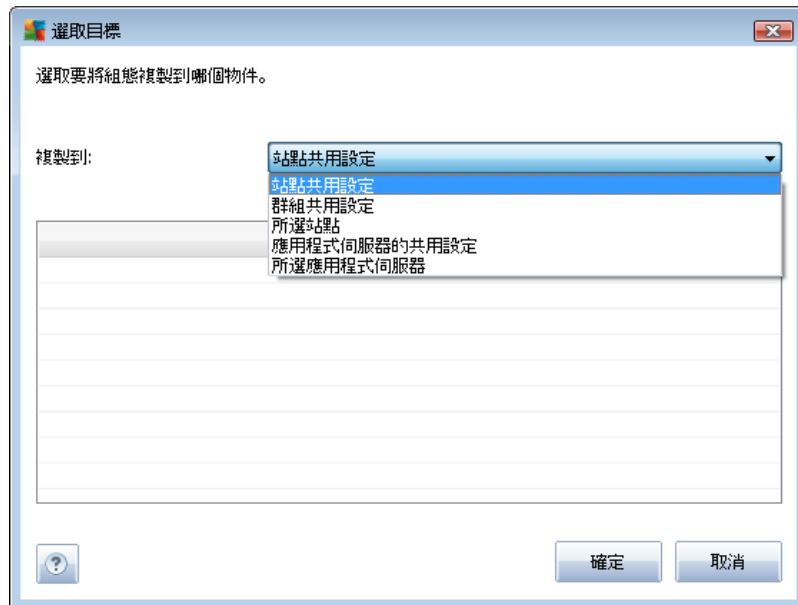 選取目標
選取要將組態複製到哪個物件。
複製到:
站點共用設定
站點共用設定
群組共用設定
所選站點
應用程式伺服器的共用設定
所選應用程式伺服器
?
確定
取消